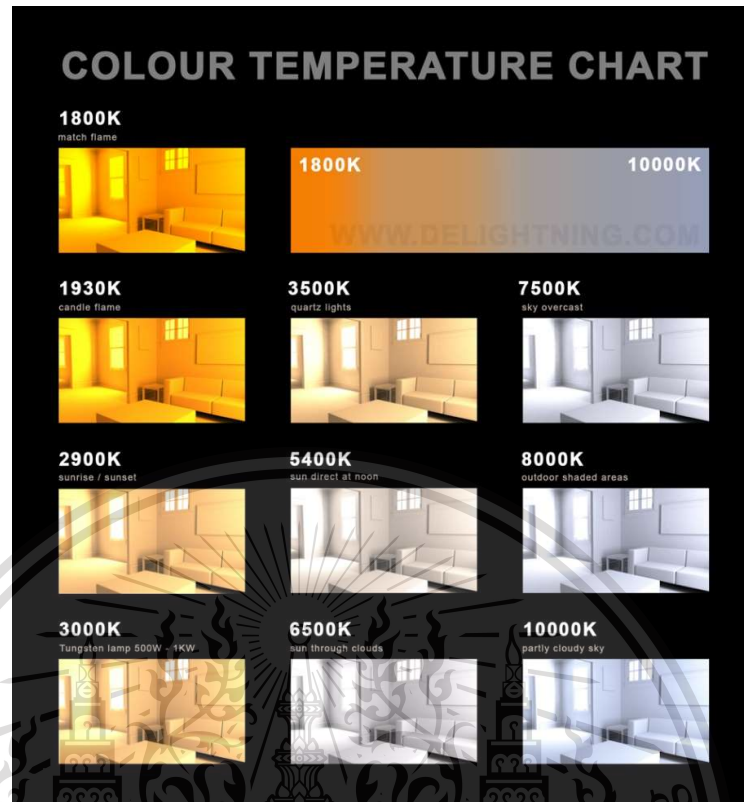 COLOUR TEMPERATURE CHART
1800K
match flame
1800K
10000K
WWW.DELIGHTNING.COM
1930K
candle flame
3500K
quartz lights
7500K
sky overcast
2900K
sunrise / sunset
5400K
sun direct at noon
8000K
outdoor shaded areas
3000K
Tungsten lamp 500W - 1KW
6500K
sun through clouds
10000K
partly cloudy sky